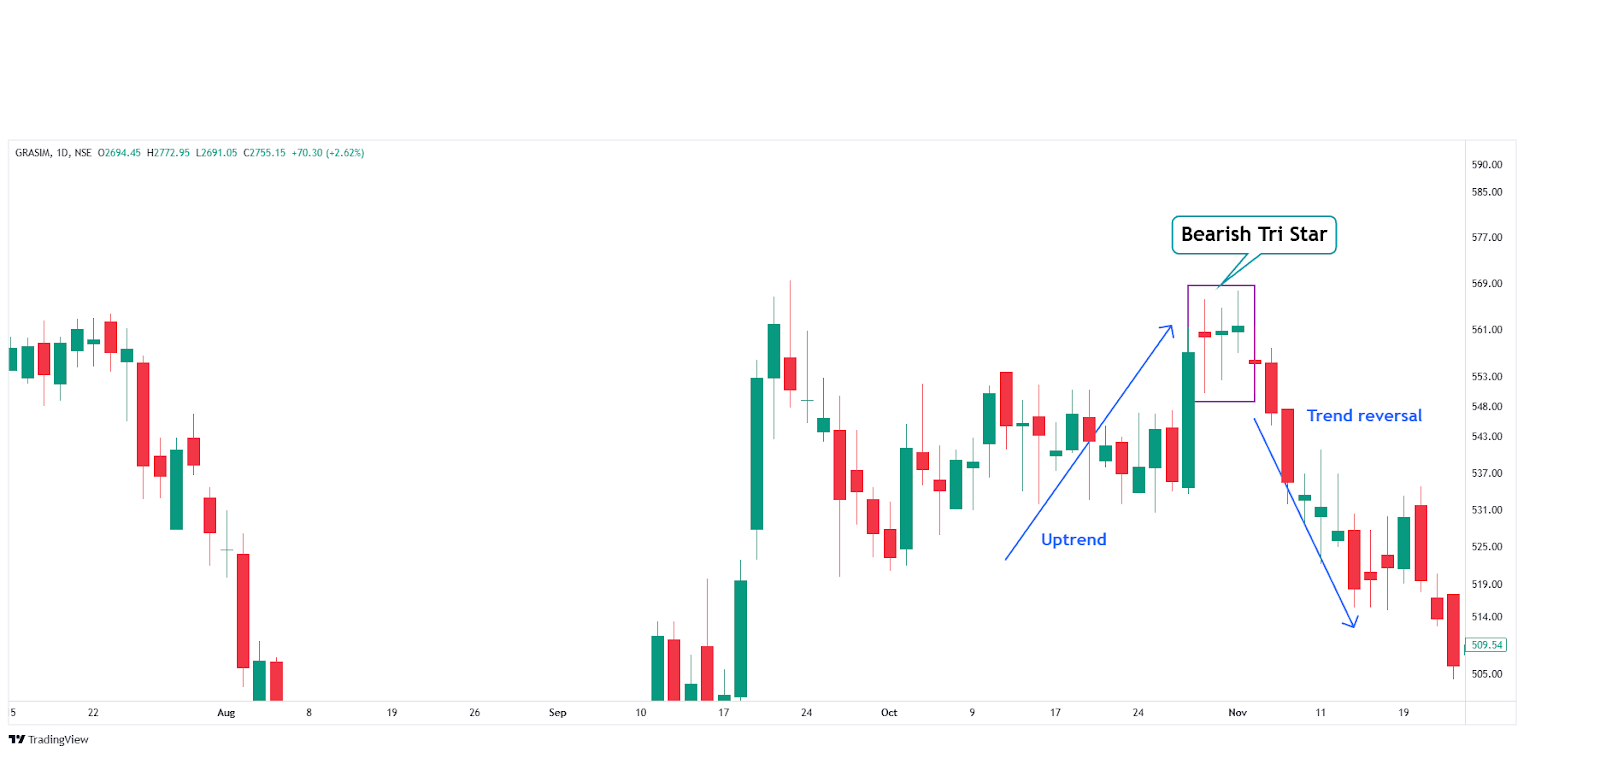 GRASIM, 1D, NSE O2694.45 H2772.95 L2691.05 C2755.15 +70.30 (+2.62%)
590.00
585.00
Bearish Tri Star
577.00
569.00
561.00
553.00
548.00
Trend reversal
543.00
537.00
531.00
Uptrend
525.00
519.00
514.00
509.54
505.00
5 22 Aug 8 19 26 Sep 10 17 24 Oct 9 17 24 Nov 11 19
TradingView